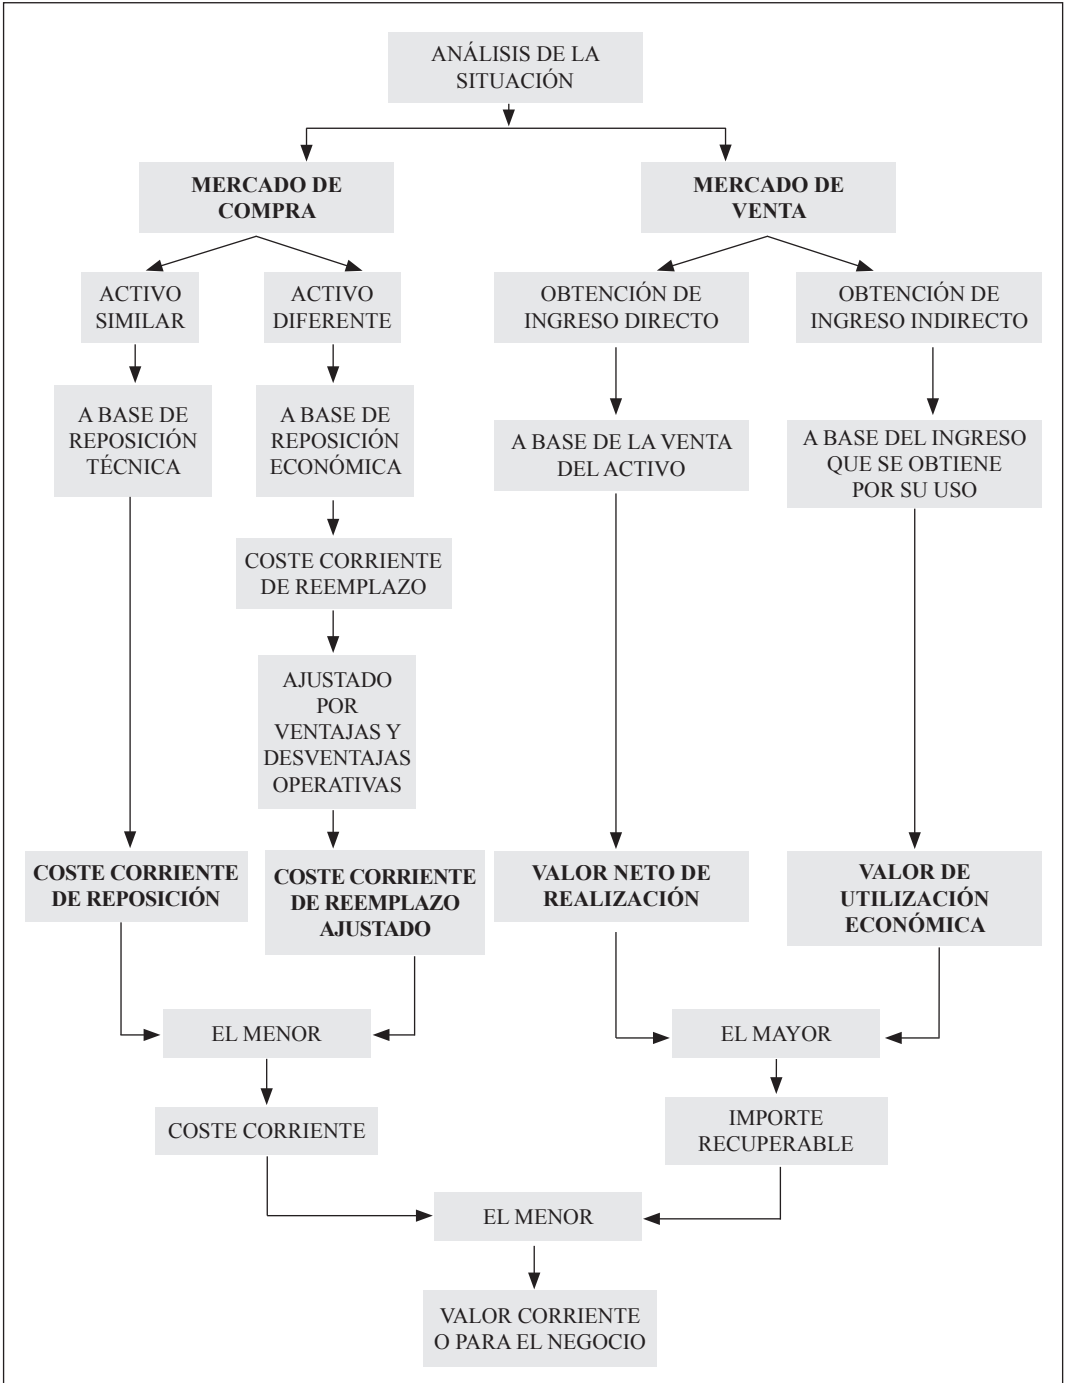 ANÁLISIS DE LA
SITUACIÓN
MERCADO DE
COMPRA
MERCADO DE
VENTA
ACTIVO
SIMILAR
ACTIVO
DIFERENTE
OBTENCIÓN DE
INGRESO DIRECTO
OBTENCIÓN DE
INGRESO INDIRECTO
A BASE DE
REPOSICIÓN
TÉCNICA
A BASE DE
REPOSICIÓN
ECONÓMICA
A BASE DE LA VENTA
DEL ACTIVO
A BASE DEL INGRESO
QUE SE OBTIENE
POR SU USO
COSTE CORRIENTE
DE REEMPLAZO
AJUSTADO
POR
VENTAJAS Y
DESVENTAJAS
OPERATIVAS
COSTE CORRIENTE
DE REPOSICIÓN
COSTE CORRIENTE
DE REEMPLAZO
AJUSTADO
VALOR NETO DE
REALIZACIÓN
VALOR DE
UTILIZACIÓN
ECONÓMICA
EL MENOR
EL MAYOR
COSTE CORRIENTE
IMPORTE
RECUPERABLE
EL MENOR
VALOR CORRIENTE
O PARA EL NEGOCIO